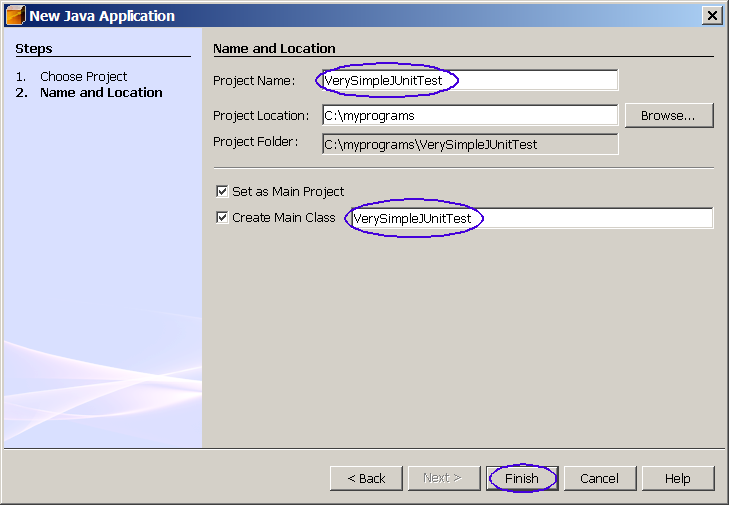 New Java Application
Steps
1. Choose Project
2. Name and Location
Name and Location
Project Name: VerySimpleJUnitTest
Project Location: C:\myprograms Browse...
Project Folder: C:\myprograms\VerySimpleJUnitTest
Set as Main Project
Create Main Class VerySimpleJUnitTest
< Back Next > Finish Cancel Help